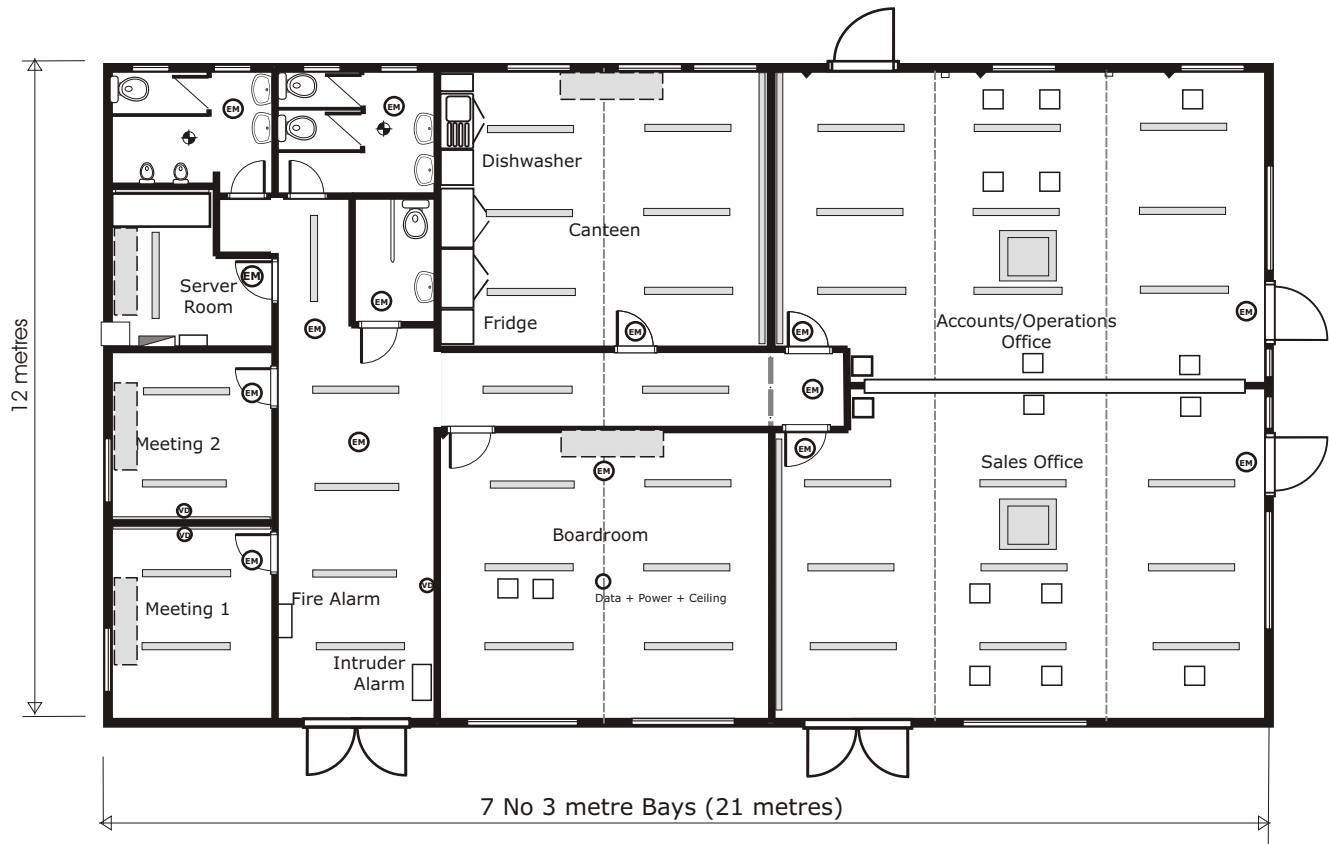 EM
EM
Dishwasher
Canteen
Server
Room
EM
EM
EM
Fridge
EM
EM
Accounts/Operations
Office
EM
12 metres
EM
EM
Meeting 2
EM
EM
EM
Sales Office
EM
VD
VD
Boardroom
EM
VD
Fire Alarm
Meeting 1
Data + Power + Ceiling
Intruder
Alarm
7 No 3 metre Bays (21 metres)